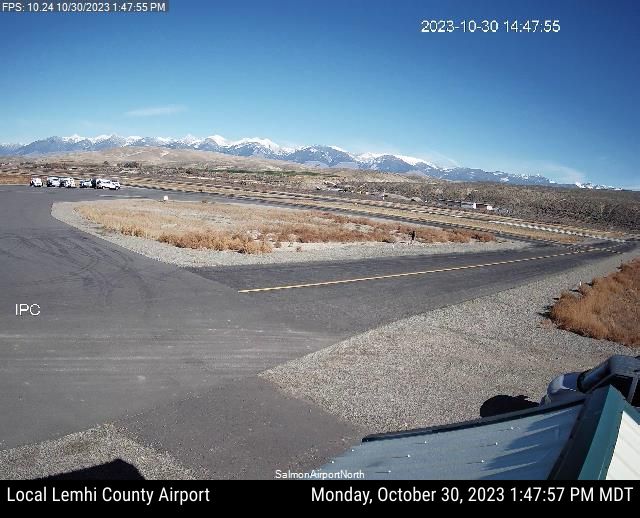 FPS: 10.24 10/30/2023 1:47:55 PM
2023-10-30 14:47:55
IPC
SalmonAirportNorth
Local Lemhi County Airport Monday, October 30, 2023 1:47:57 PM MDT